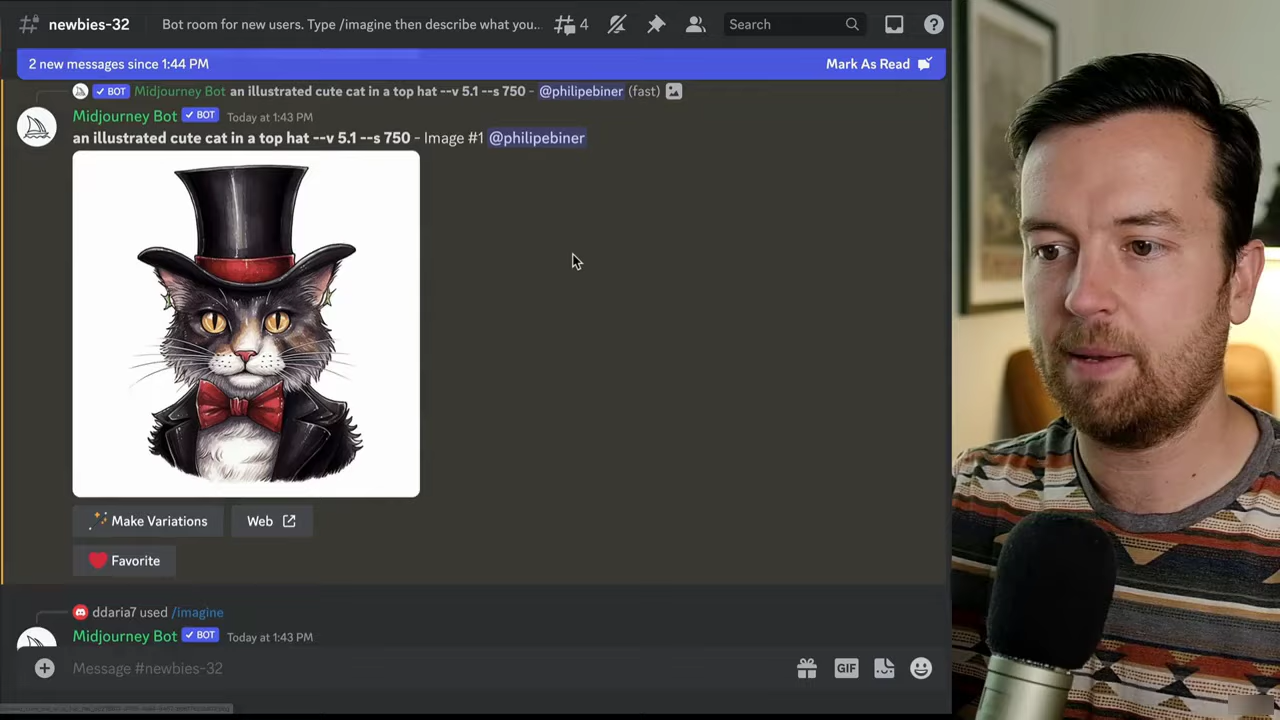 newbies-32 Bot room for new users. Type /imagine then describe what you... 4 Search
2 new messages since 1:44 PM Mark As Read
BOT Midjourney Bot an illustrated cute cat in a top hat --v 5.1 --s 750 - @philipebiner (fast)
Midjourney Bot BOT Today at 1:43 PM
an illustrated cute cat in a top hat --v 5.1 --s 750 - Image #1 @philipebiner
Make Variations Web
Favorite
ddaria7 used /imagine
Midjourney Bot BOT Today at 1:43 PM
Message #newbies-32 GIF